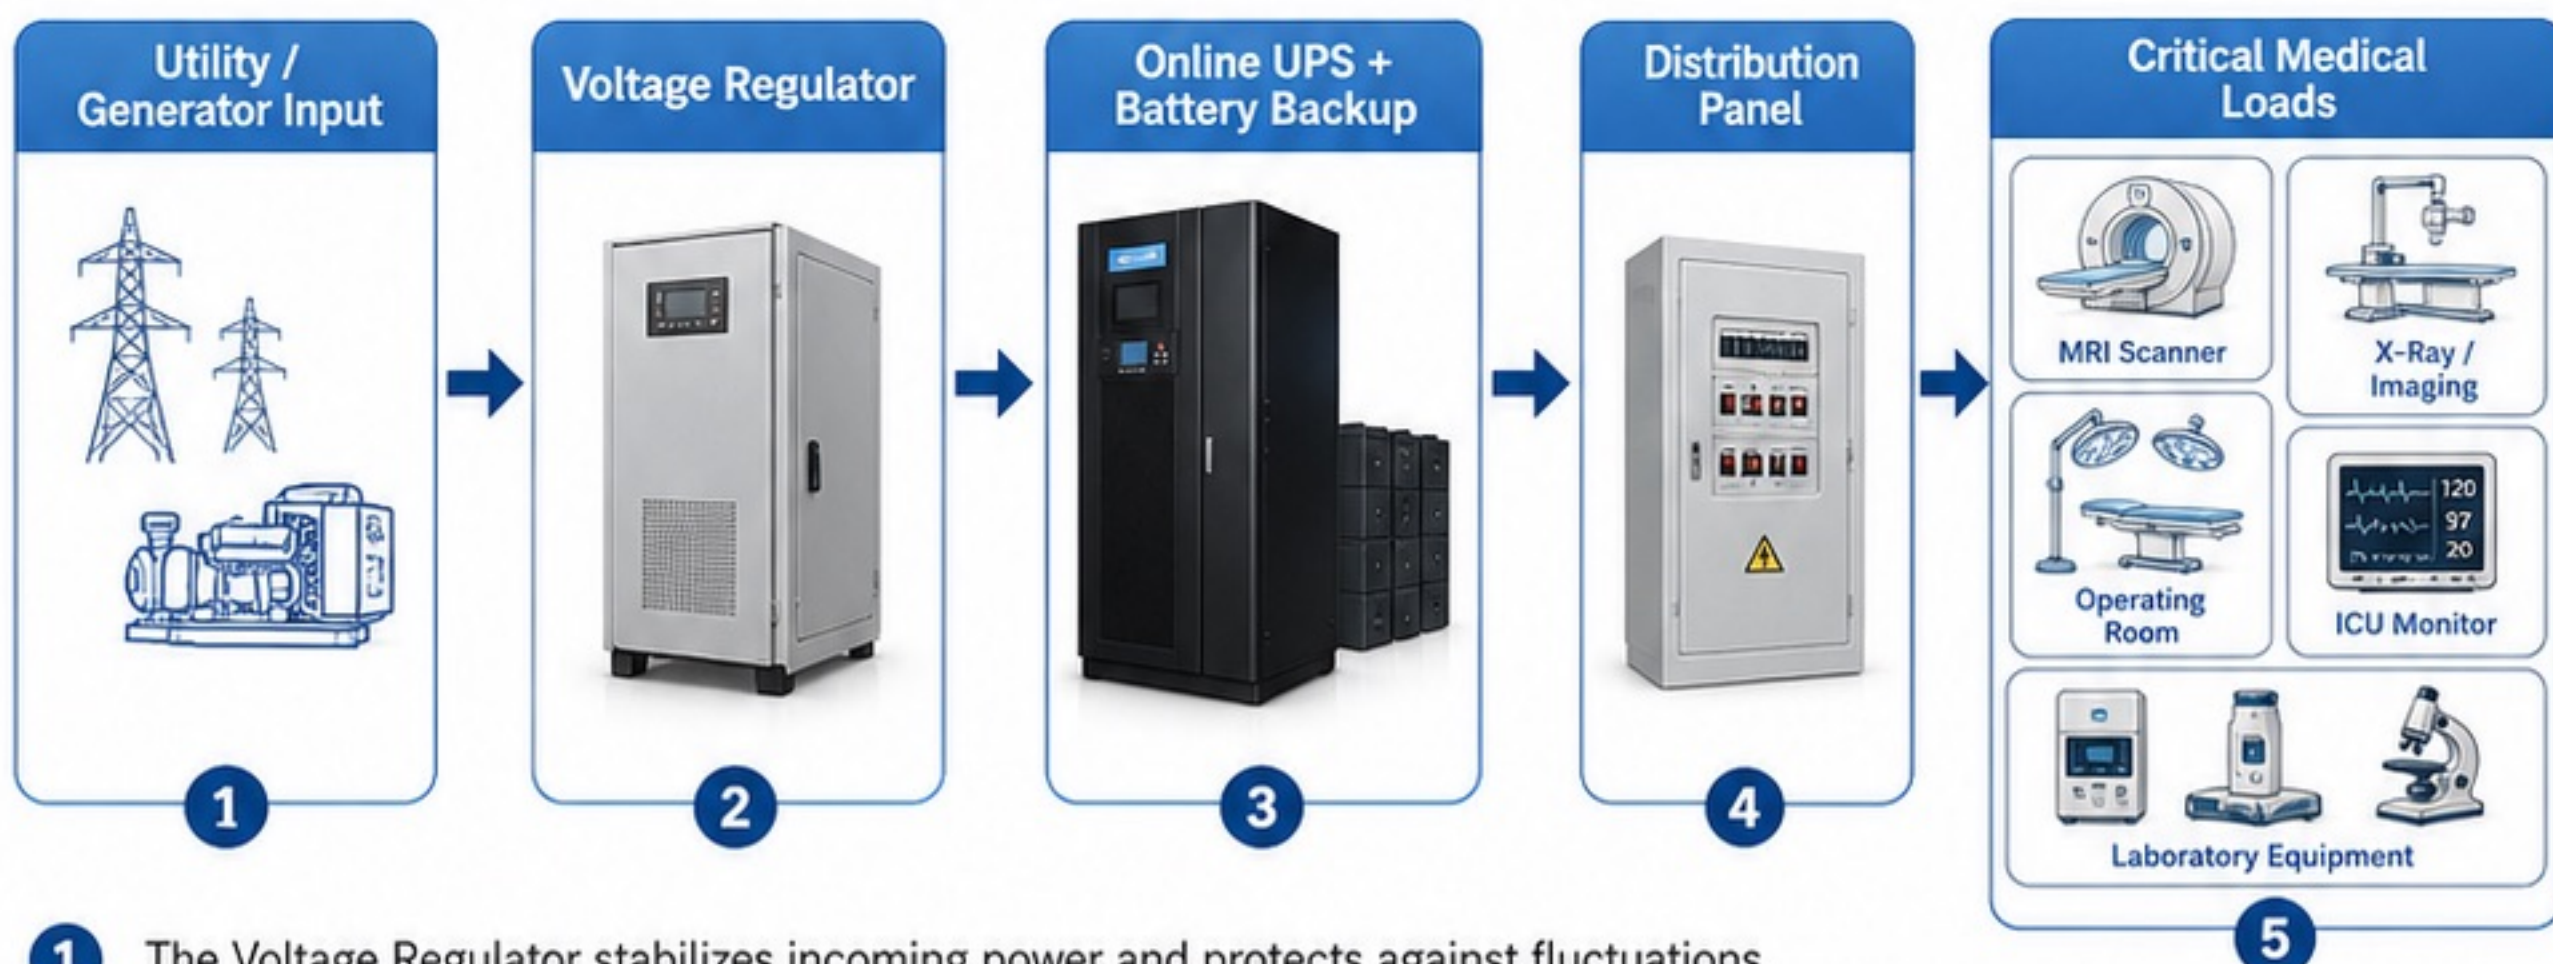 Utility /
Generator Input
Voltage Regulator
Online UPS +
Battery Backup
Distribution
Panel
Critical Medical
Loads
MRI Scanner
X-Ray /
Imaging
Operating
Room
120
97
20
ICU Monitor
Laboratory Equipment
1
2
3
4
5
1 The Voltage Regulator stabilizes incoming power and protects against fluctuations